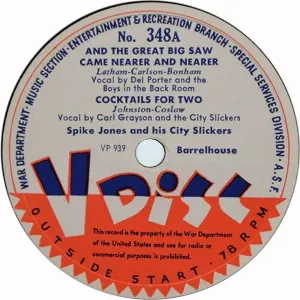 WAR DEPARTMENT · MUSIC SECTION · ENTERTAINMENT & RECREATION BRANCH · SPECIAL SERVICES DIVISION · A.S.F.
No. 348A
AND THE GREAT BIG SAW
CAME NEARER AND NEARER
Latham-Carlson-Bonham
Vocal by Del Porter and the
Boys in the Back Room
COCKTAILS FOR TWO
Johnston-Coslow
Vocal by Carl Grayson and the City Slickers
Spike Jones and his City Slickers
VP 939 Barrelhouse
V DISC
This record is the property of the War Department
of the United States and use for radio or
commercial purposes is prohibited.
OUTSIDE START · 78 RPM